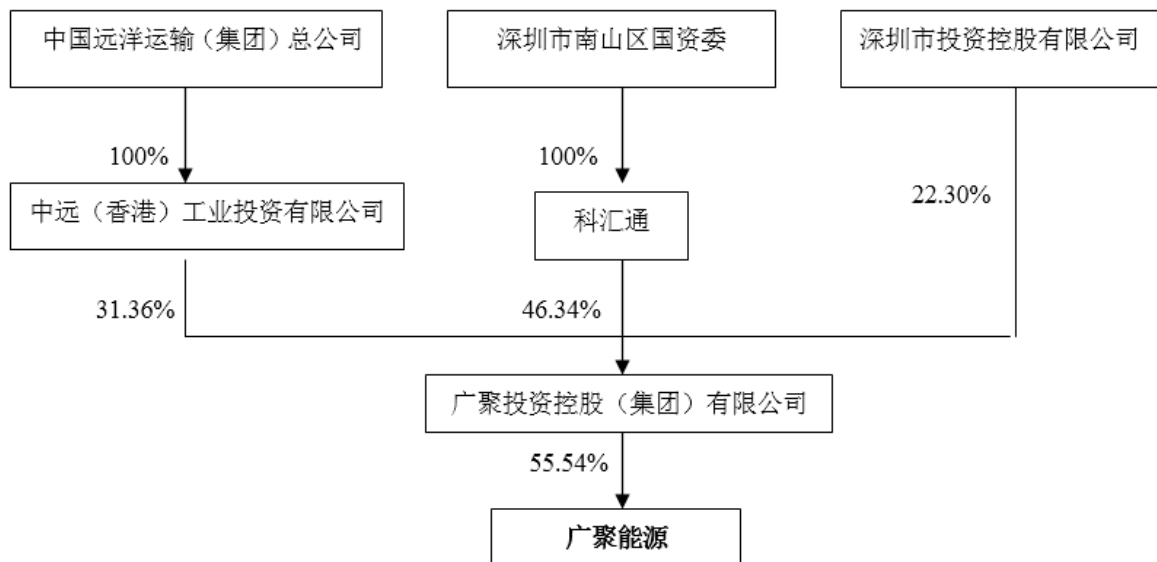 中国远洋运输（集团）总公司
深圳市南山区国资委
深圳市投资控股有限公司
100%
100%
中远（香港）工业投资有限公司
科汇通
22.30%
31.36%
46.34%
广聚投资控股（集团）有限公司
55.54%
广聚能源